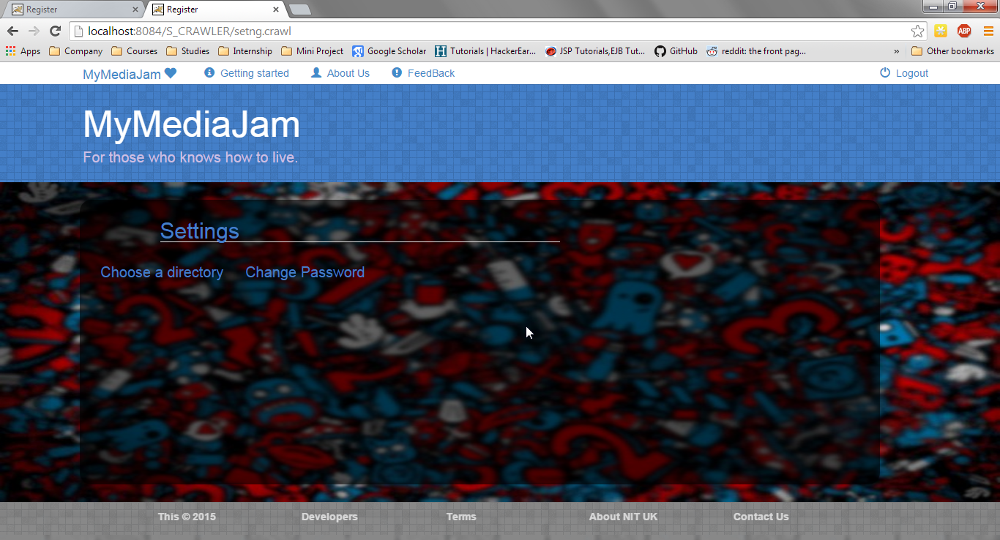 Register Register
localhost:8084/S_CRAWLER/setng.crawl
ABP
Apps Company Courses Studies Internship Mini Project Google Scholar Tutorials | HackerEar... JSP Tutorials,EJB Tut... GitHub reddit: the front pag... » Other bookmarks
MyMediaJam Getting started About Us FeedBack Logout
MyMediaJam
For those who knows how to live.
Settings
Choose a directory Change Password
This © 2015 Developers Terms About NIT UK Contact Us